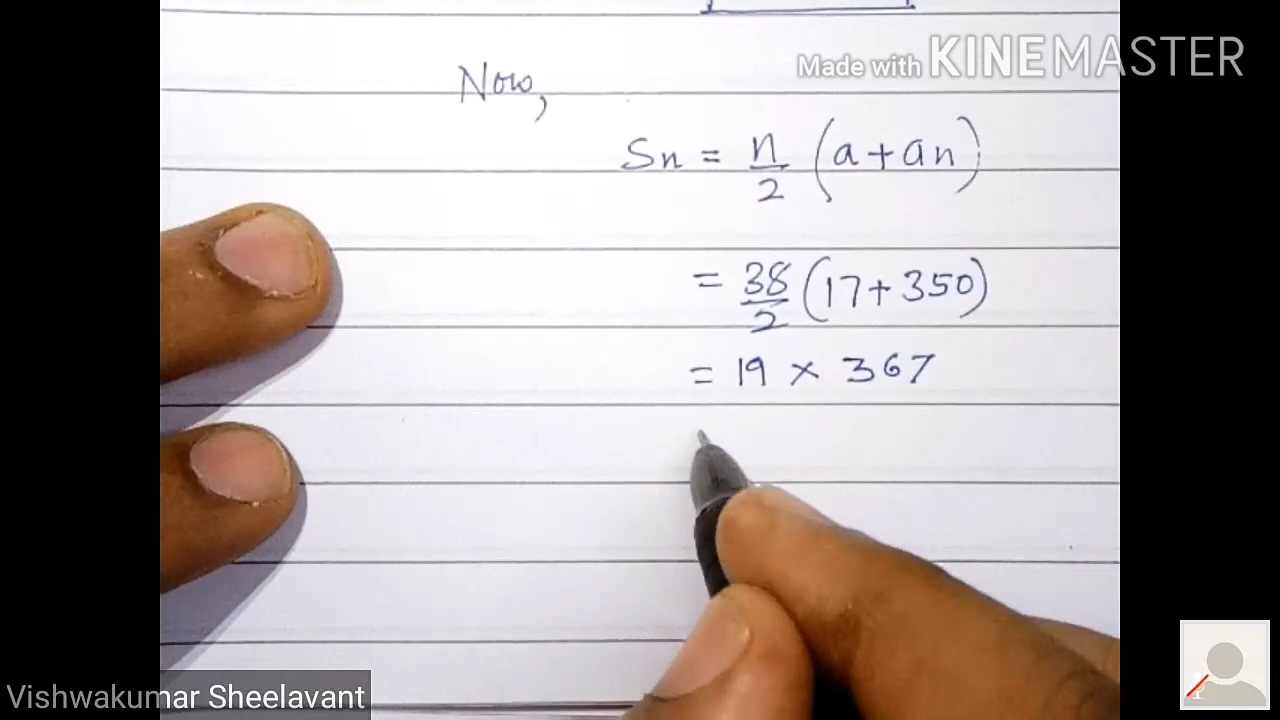 Made with KINEMASTER
Now,
Sn = n/2 (a+an)
= 38/2 (17+350)
= 19 × 367
Vishwakumar Sheelavant